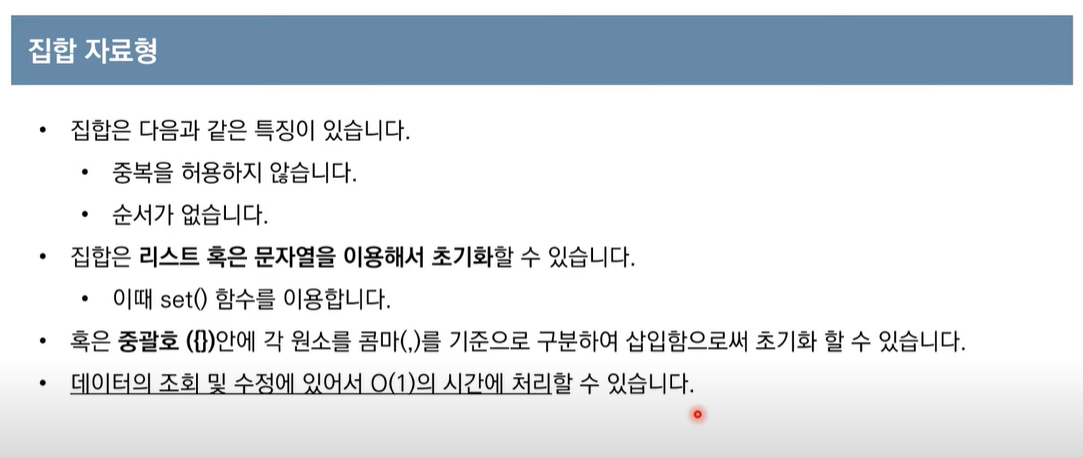 집합 자료형
• 집합은 다음과 같은 특징이 있습니다.
• 중복을 허용하지 않습니다.
• 순서가 없습니다.
• 집합은 리스트 혹은 문자열을 이용해서 초기화할 수 있습니다.
• 이때 set() 함수를 이용합니다.
• 혹은 중괄호 ({})안에 각 원소를 콤마(,)를 기준으로 구분하여 삽입함으로써 초기화 할 수 있습니다.
• 데이터의 조회 및 수정에 있어서 O(1)의 시간에 처리할 수 있습니다.